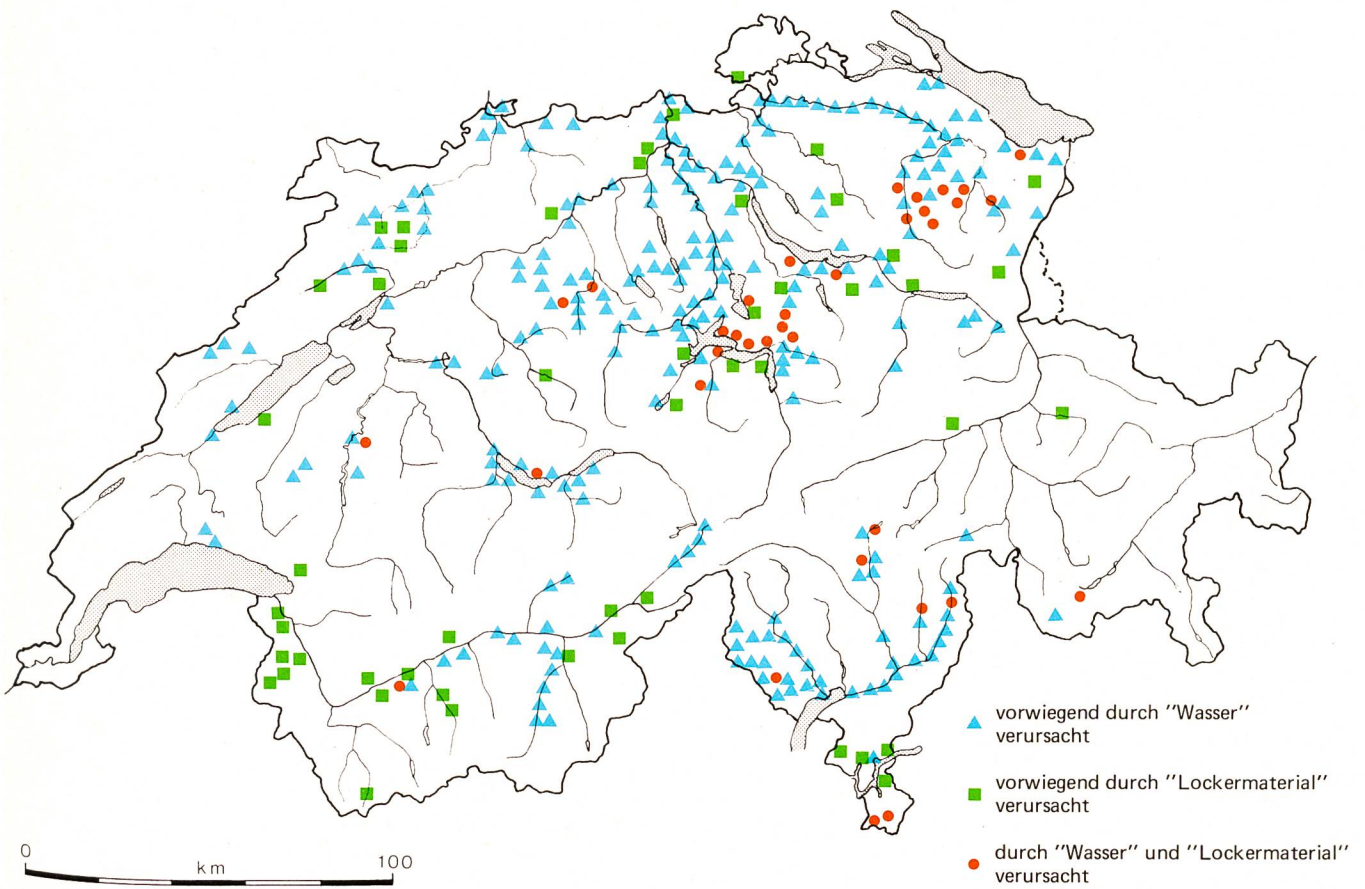 vorwiegend durch "Wasser"
verursacht
vorwiegend durch "Lockermaterial"
verursacht
durch "Wasser" und "Lockermaterial"
verursacht
0
km
100